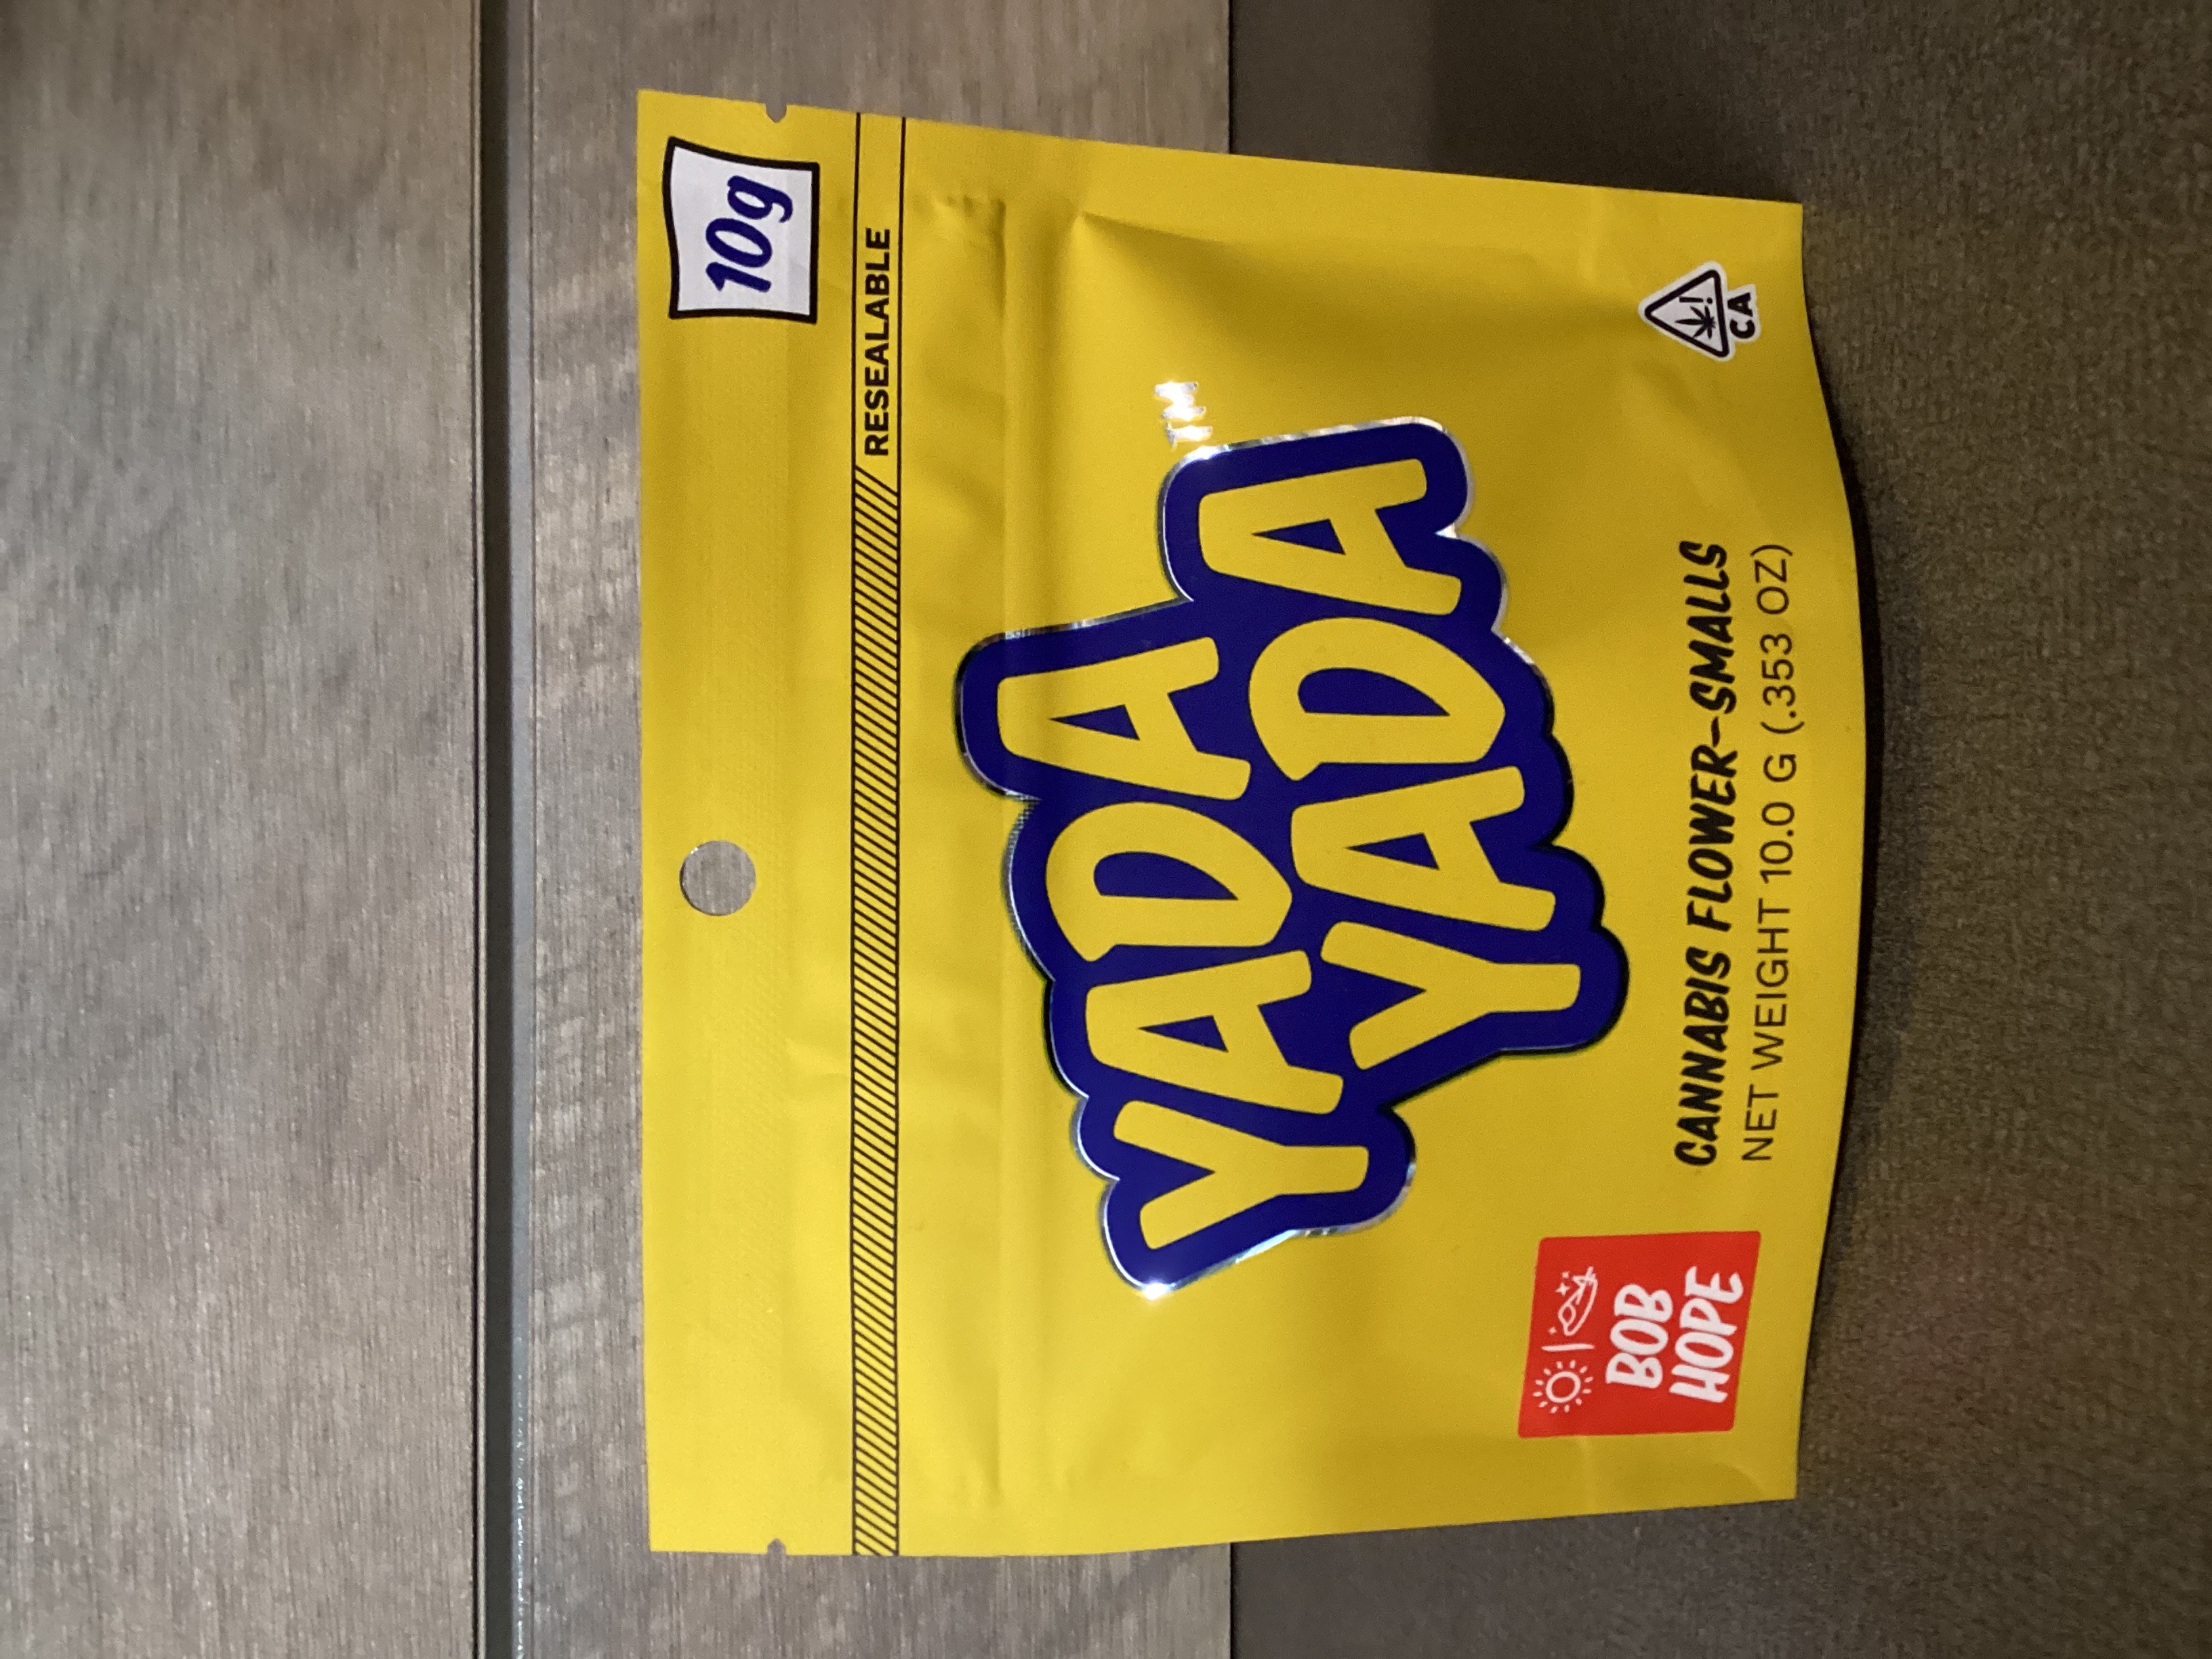 10g
RESEALABLE
YADA
YADA
TM
BOB
HOPE
CANNABIS FLOWER-SMALLS
NET WEIGHT 10.0 G (.353 OZ)
!
CA